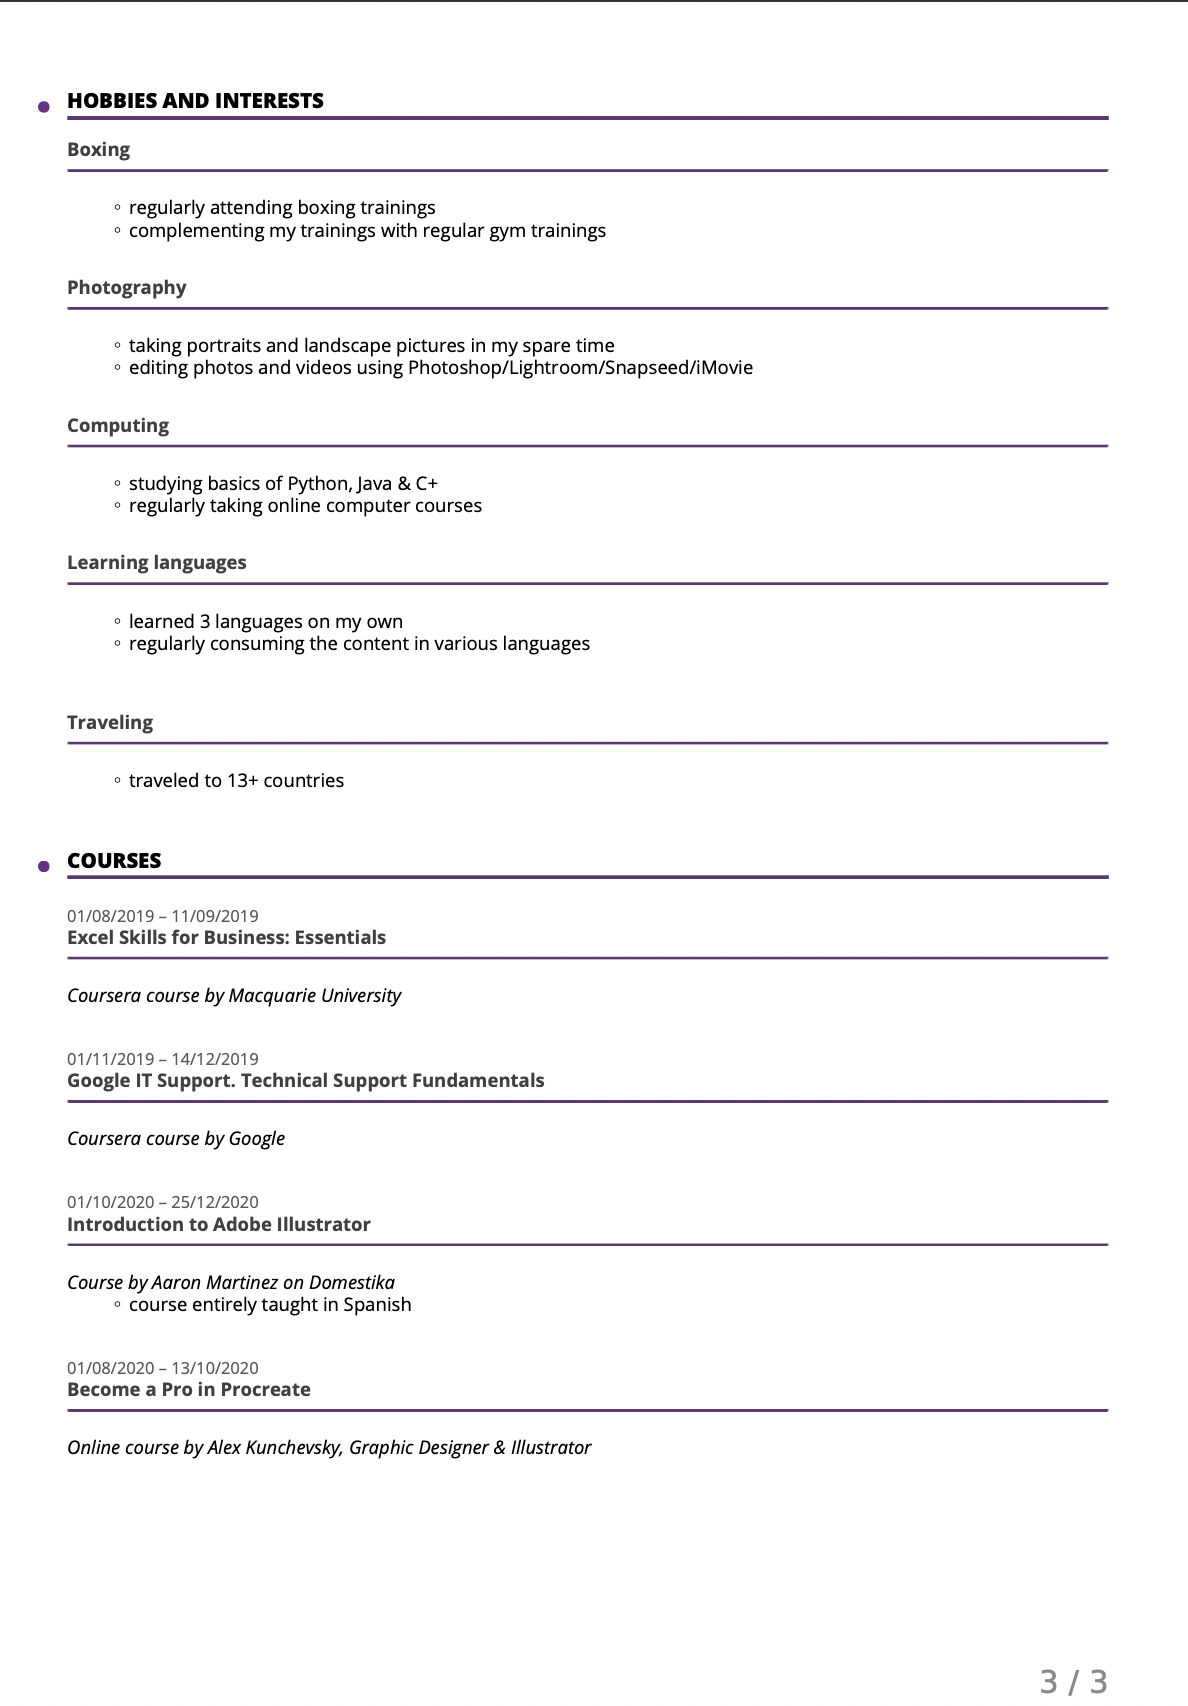 HOBBIES AND INTERESTS
Boxing
◦ regularly attending boxing trainings
◦ complementing my trainings with regular gym trainings
Photography
◦ taking portraits and landscape pictures in my spare time
◦ editing photos and videos using Photoshop/Lightroom/Snapseed/iMovie
Computing
◦ studying basics of Python, Java & C+
◦ regularly taking online computer courses
Learning languages
◦ learned 3 languages on my own
◦ regularly consuming the content in various languages
Traveling
◦ traveled to 13+ countries
COURSES
01/08/2019 – 11/09/2019
Excel Skills for Business: Essentials
Coursera course by Macquarie University
01/11/2019 – 14/12/2019
Google IT Support. Technical Support Fundamentals
Coursera course by Google
01/10/2020 – 25/12/2020
Introduction to Adobe Illustrator
Course by Aaron Martinez on Domestika
◦ course entirely taught in Spanish
01/08/2020 – 13/10/2020
Become a Pro in Procreate
Online course by Alex Kunchevsky, Graphic Designer & Illustrator
3 / 3